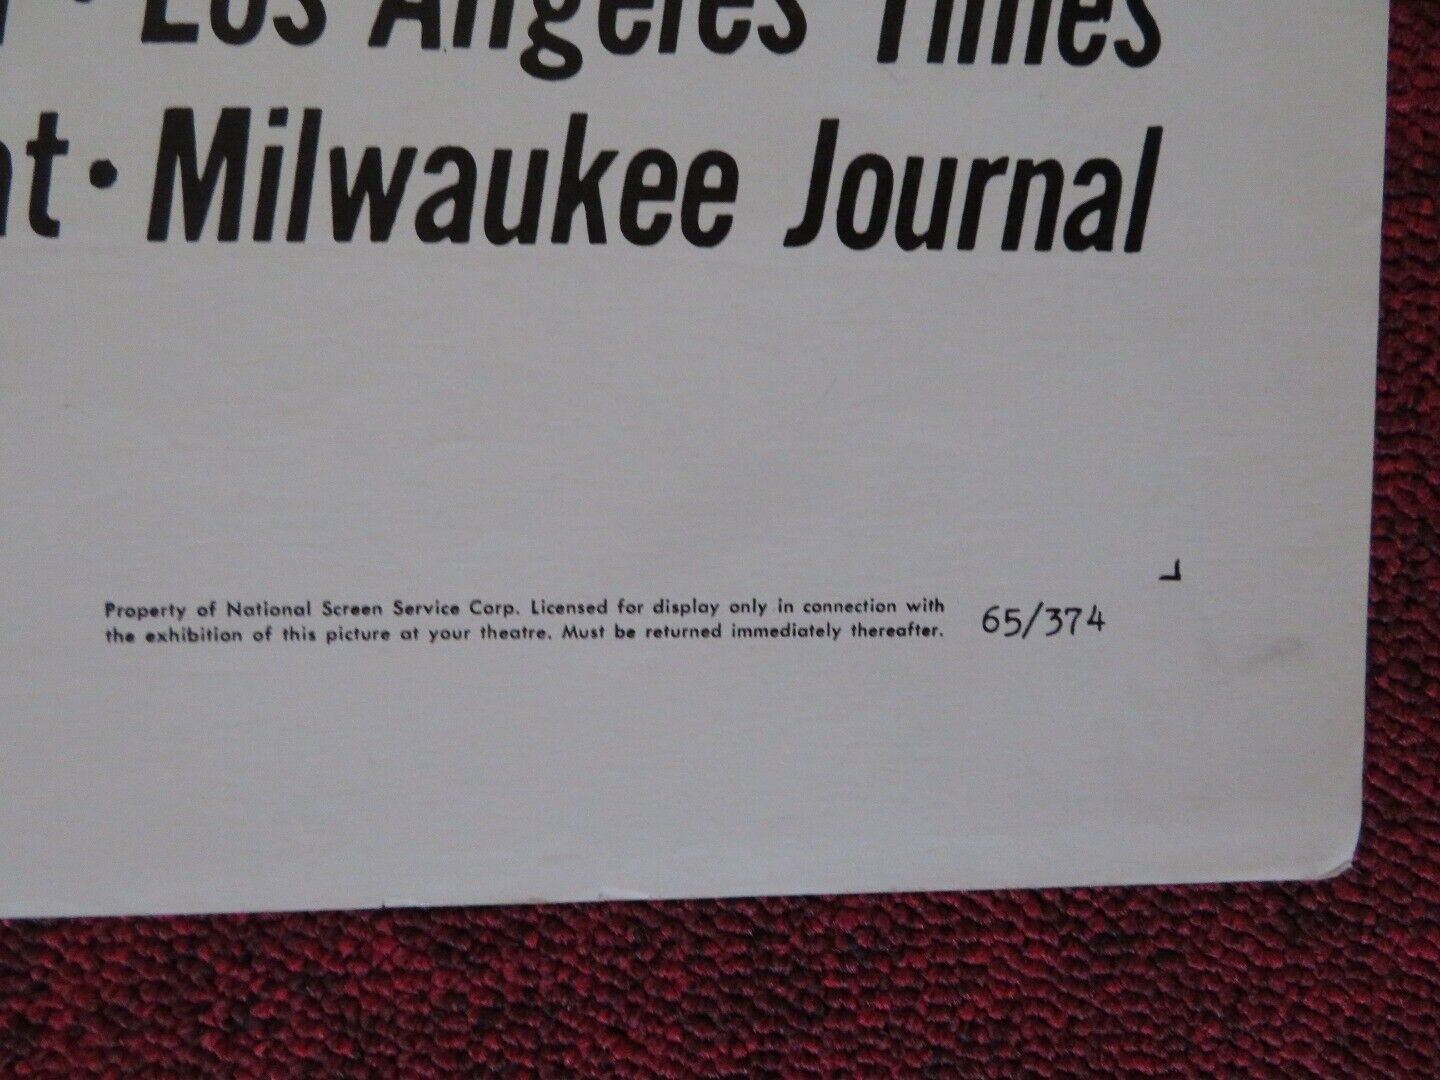 · Los Angeles Times
· Milwaukee Journal
Property of National Screen Service Corp. Licensed for display only in connection with
the exhibition of this picture at your theatre. Must be returned immediately thereafter.
65/374